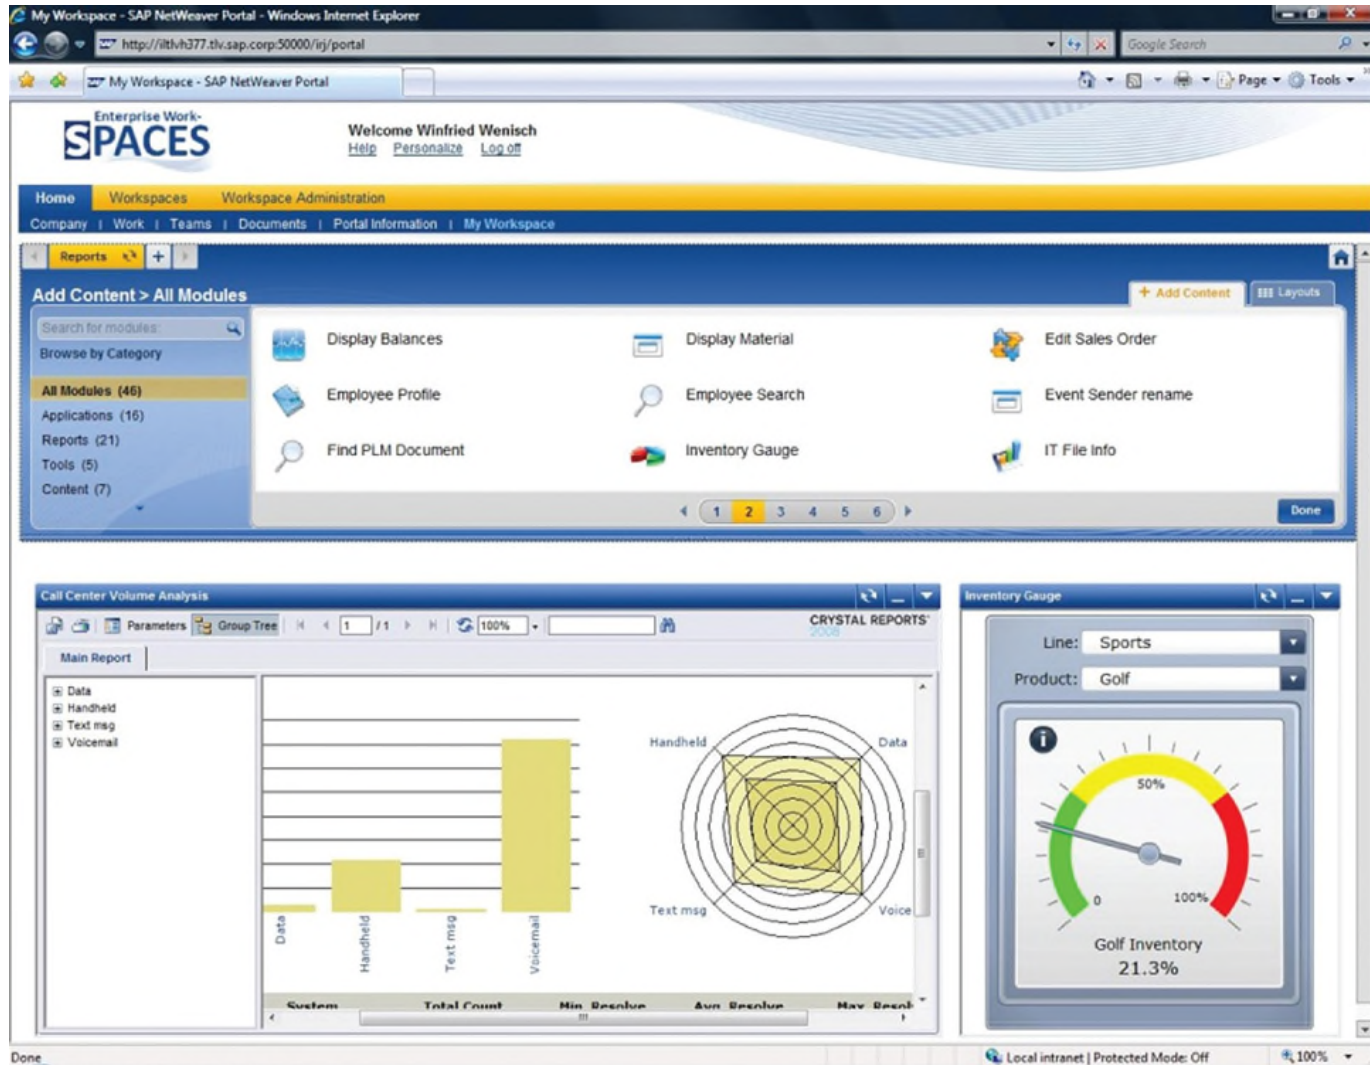 My Workspace - SAP NetWeaver Portal - Windows Internet Explorer
http://iltlvh377.tlv.sap.corp:50000/irj/portal
Google Search
My Workspace - SAP NetWeaver Portal
Page
Tools
Enterprise Work-
SPACES
Welcome Winfried Wenisch
Help Personalize Log off
Home Workspaces Workspace Administration
Company | Work | Teams | Documents | Portal Information | My Workspace
Reports
Add Content > All Modules
+ Add Content
Layouts
Search for modules:
Browse by Category
All Modules (46)
Applications (16)
Reports (21)
Tools (5)
Content (7)
Display Balances
Display Material
Edit Sales Order
Employee Profile
Employee Search
Event Sender rename
Find PLM Document
Inventory Gauge
IT File Info
1 2 3 4 5 6
Done
Call Center Volume Analysis
Parameters Group Tree 1 /1 100%
CRYSTAL REPORTS
2008
Main Report
Data
Handheld
Text msg
Voicemail
Data
Handheld
Text msg
Voicemail
Handheld
Data
Text msg
Voice
System Total Count Min Resolve Avg Resolve Max Resol
Inventory Gauge
Line: Sports
Product: Golf
50%
0
100%
Golf Inventory
21.3%
Done
Local intranet | Protected Mode: Off
100%